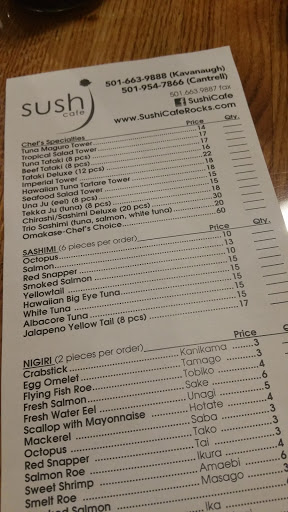 sushi
cafe
501-663-9888 (Kavanaugh)
501-954-7866 (Cantrell)
501.663.9887 fax
SushiCafe
www.SushiCafeRocks.com
Chef's Specialties Price Qty.
Tuna Maguro Tower 14
Tropical Salad Tower 17
Tuna Tataki (8 pcs) 17
Beef Tataki (8 pcs) 16
Tataki Deluxe (12 pcs) 22
Imperial Tower 18
Hawaiian Tuna Tartare Tower 18
Seafood Salad Tower 15
Una Ju (eel) (8 pcs) 15
Tekka Ju (tuna) (8 pcs) 18
Chirashi/Sashimi Deluxe (20 pcs) 30
Trio Sashimi (tuna, salmon, white tuna) 20
Omakase-Chef's Choice 60
SASHIMI (6 pieces per order) Price Qty.
Octopus 10
Salmon 13
Red Snapper 10
Smoked Salmon 15
Yellowtail 15
Hawaiian Big Eye Tuna 15
White Tuna 15
Albacore Tuna 15
Jalapeno Yellow Tail (8 pcs) 17
NIGIRI (2 pieces per order) Price Qty.
Crabstick Kanikama 3
Egg Omelet Tamago 3
Flying Fish Roe Tobiko 4
Fresh Salmon Sake 6
Fresh Water Eel Unagi 5
Scallop with Mayonnaise Hotate 4
Mackerel Saba 3
Octopus Tako 3
Red Snapper Tai 3
Salmon Roe Ikura 4
Sweet Shrimp Amaebi 6
Smelt Roe Masago 3
Salmon Ika